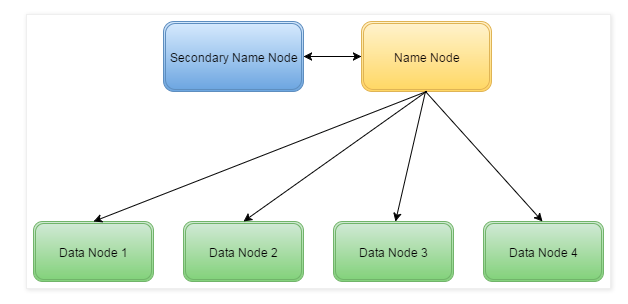 Secondary Name Node
Name Node
Data Node 1
Data Node 2
Data Node 3
Data Node 4